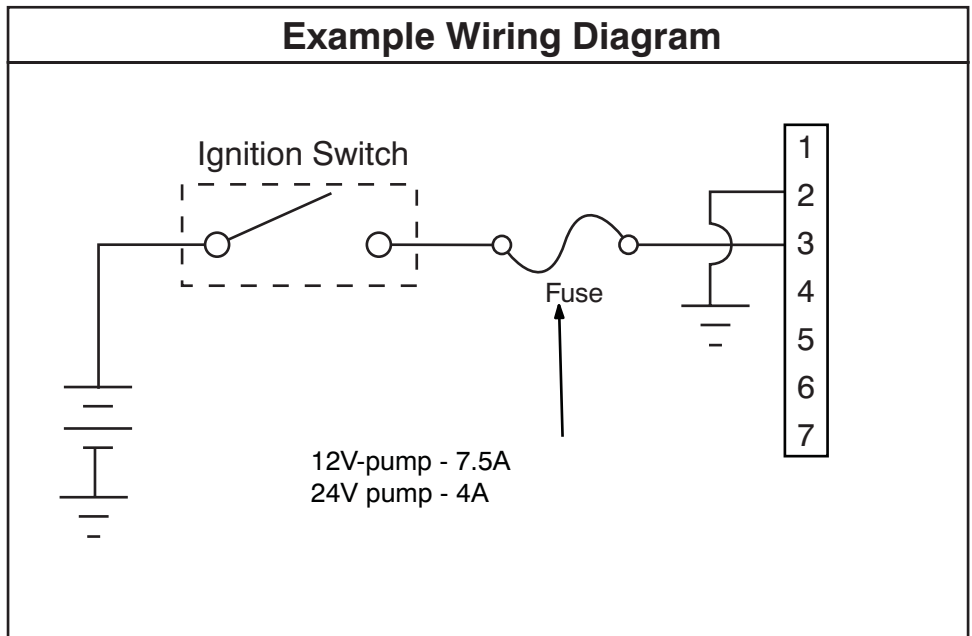 Example Wiring Diagram
Ignition Switch
1
2
3
4
5
6
7
Fuse
12V-pump - 7.5A
24V pump - 4A